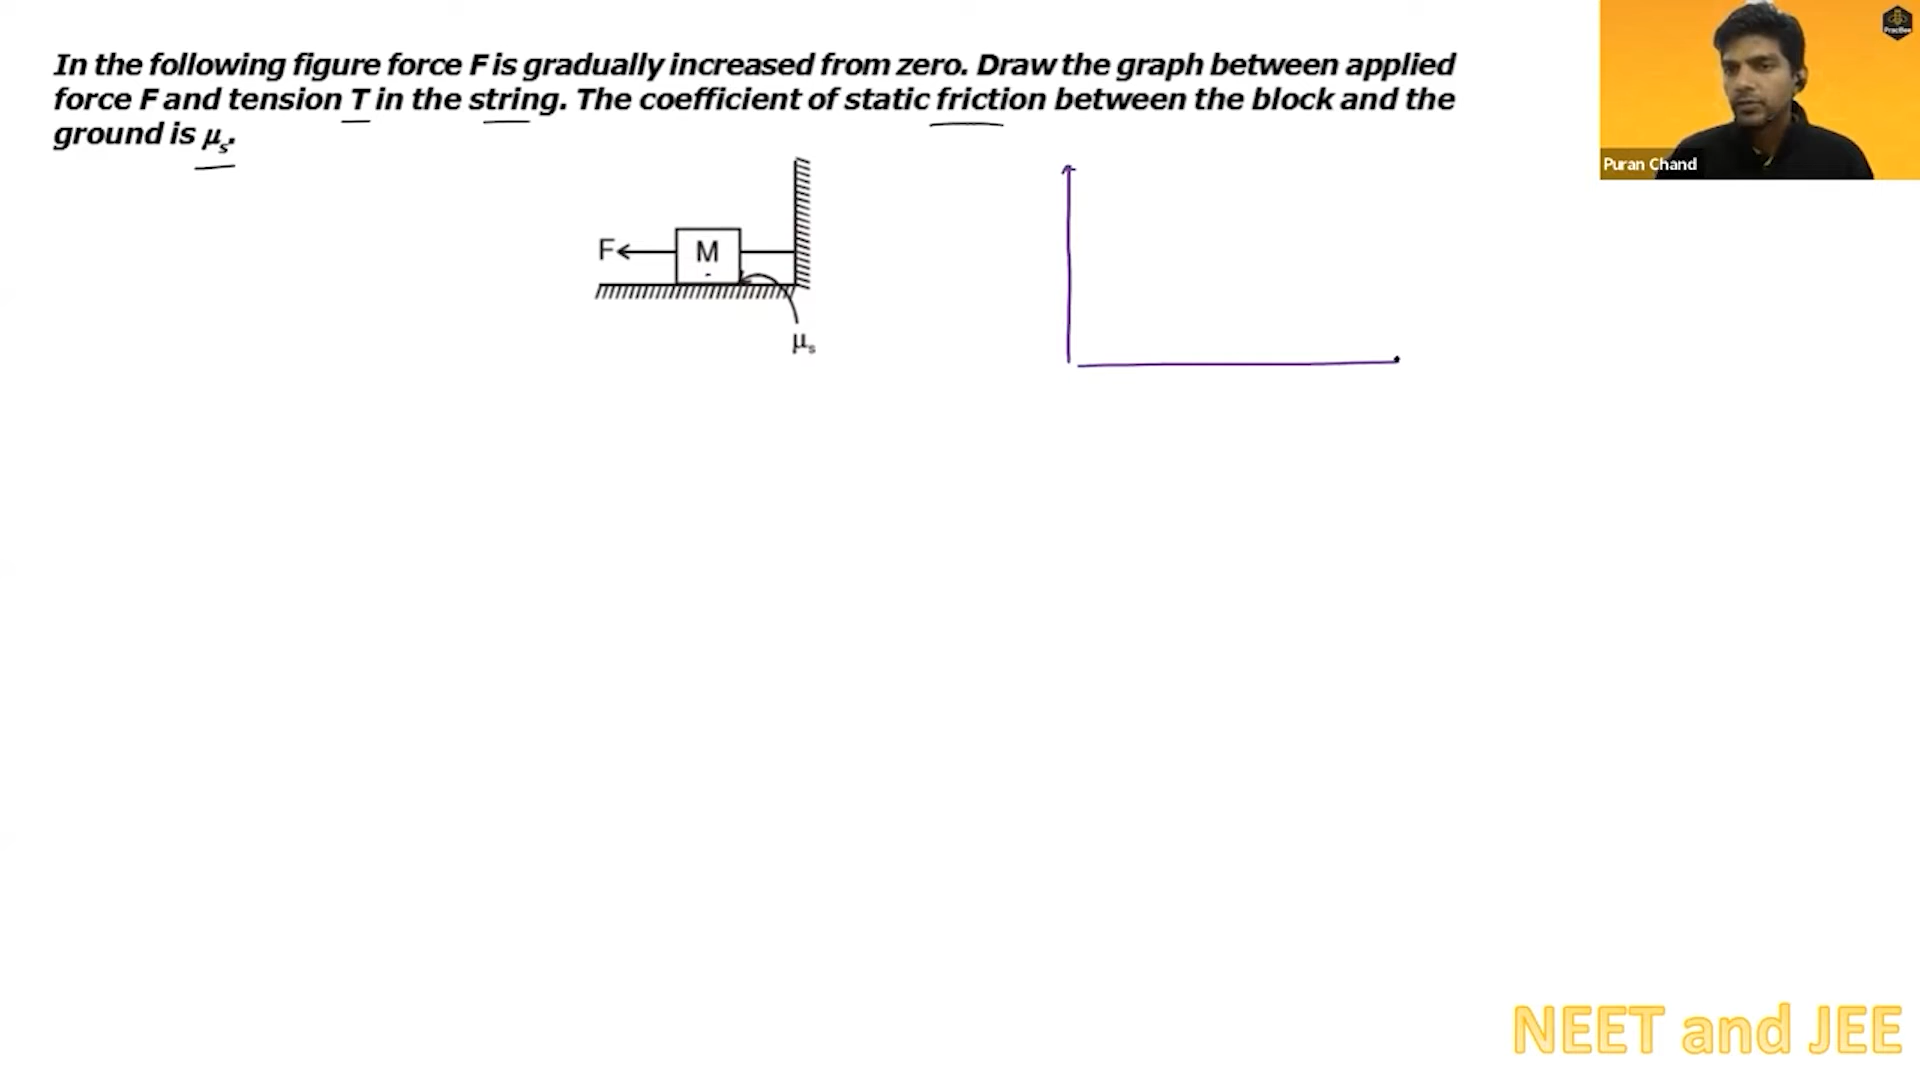 In the following figure force F is gradually increased from zero. Draw the graph between applied
force F and tension T in the string. The coefficient of static friction between the block and the
ground is μs.
F
M
μs
Puran Chand
PracBee
NEET and JEE